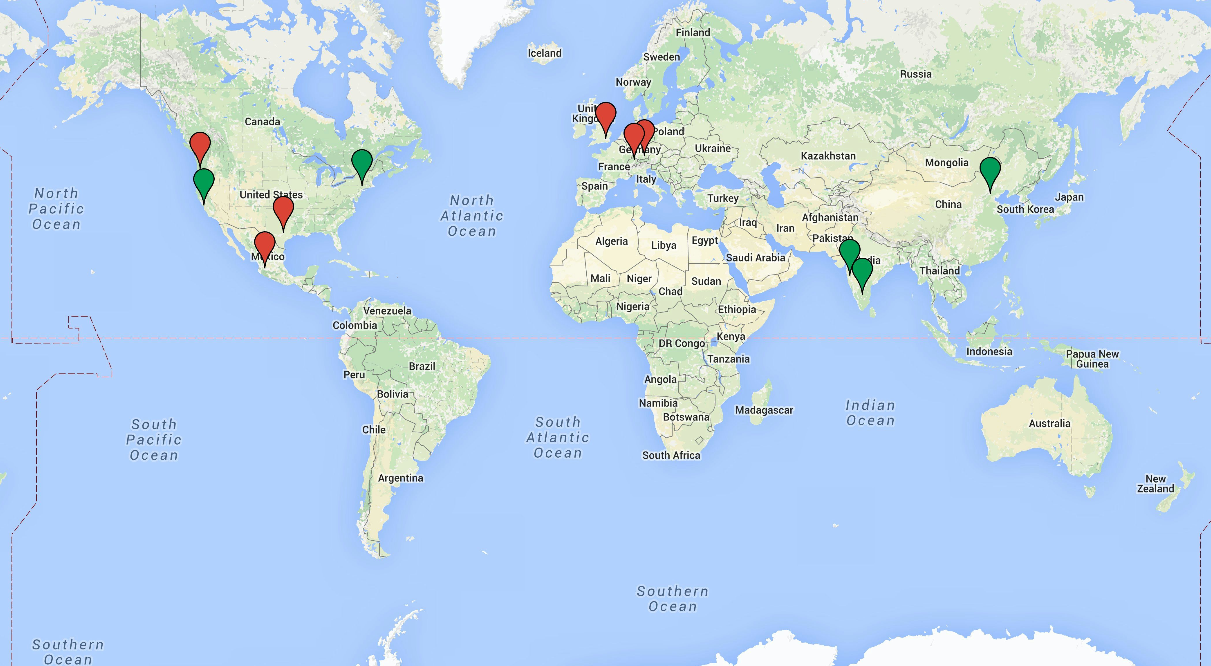 Finland
Iceland
Sweden
Norway
Russia
Unit
Kingd
Canada
Poland
Germany
Ukraine
Kazakhstan
Mongolia
France
Italy
Spain
Turkey
United States
North
Pacific
Ocean
North
Atlantic
Ocean
China
Japan
South Korea
Afghanistan
Iraq
Iran
Pakistan
dia
Algeria
Libya
Egypt
Saudi Arabia
Mexico
Mali
Niger
Chad
Sudan
Thailand
Nigeria
Ethiopia
Venezuela
Colombia
Kenya
DR Congo
Tanzania
Indonesia
Papua New
Guinea
Peru
Brazil
Bolivia
Angola
Namibia
Botswana
Madagascar
Indian
Ocean
South
Pacific
Ocean
South
Atlantic
Ocean
Chile
Australia
South Africa
Argentina
New
Zealand
Southern
Ocean
Southern
Ocean